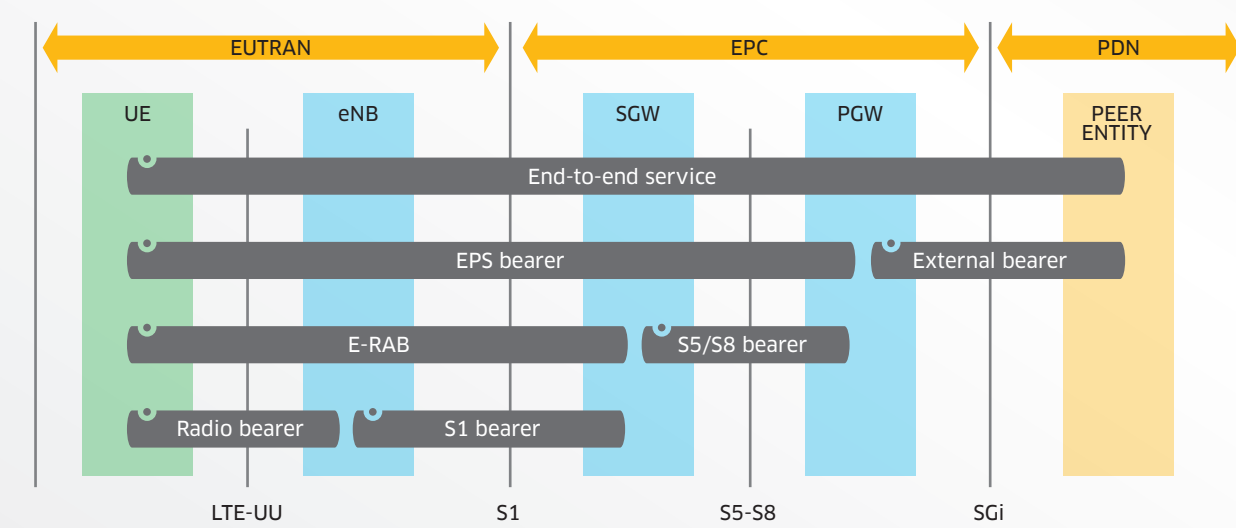 EUTRAN
EPC
PDN
UE
eNB
SGW
PGW
PEER
ENTITY
End-to-end service
EPS bearer
External bearer
E-RAB
S5/S8 bearer
Radio bearer
S1 bearer
LTE-UU
S1
S5-S8
SGi